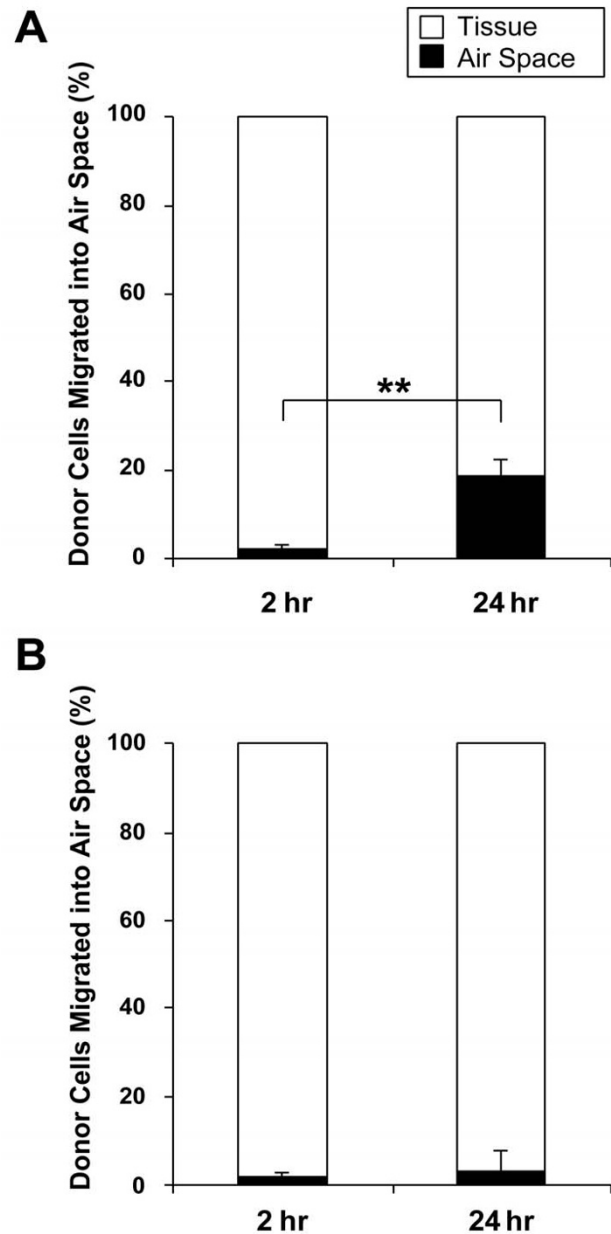 A
Tissue
Air Space
Donor Cells Migrated into Air Space (%)
100
80
60
40
20
0
**
2 hr 24 hr
B
Donor Cells Migrated into Air Space (%)
100
80
60
40
20
0
2 hr 24 hr